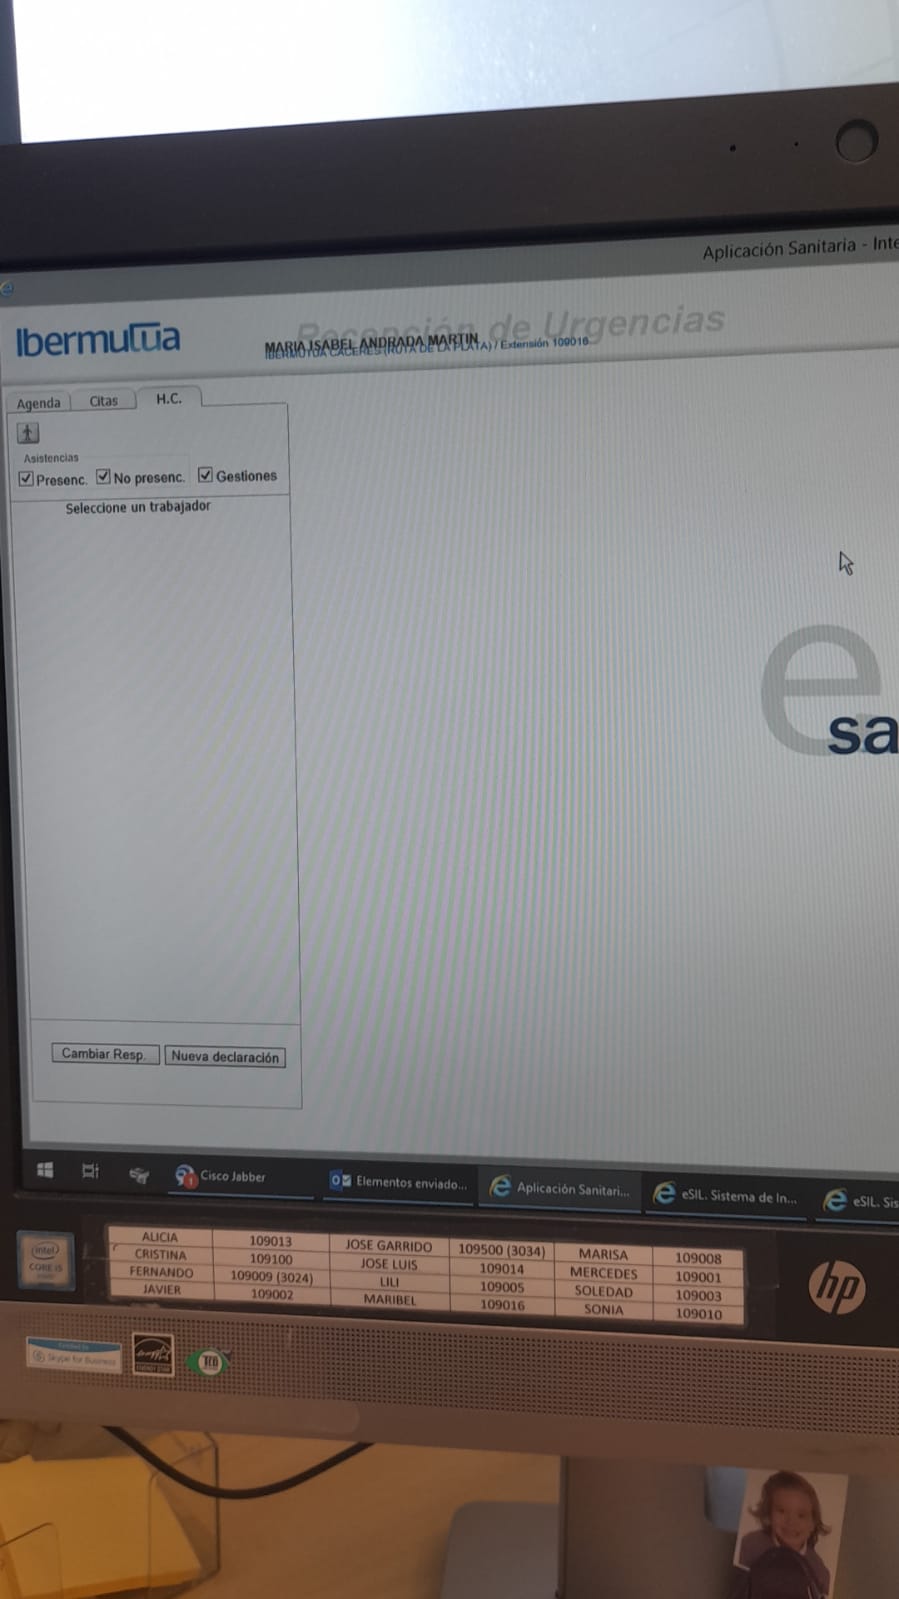 Aplicación Sanitaria - Inte
Ibermutua
Recepción de Urgencias
MARIA ISABEL ANDRADA MARTIN
IBERMUTUA CACERES (RUTA DE LA PLATA) / Extensión 109016
Agenda Citas H.C.
Asistencias
Presenc. No presenc. Gestiones
Seleccione un trabajador
e
sa
Cambiar Resp. Nueva declaración
1 Cisco Jabber Elementos enviado... Aplicación Sanitari... eSIL. Sistema de In... eSIL. Sis
ALICIA 109013 JOSE GARRIDO 109500 (3034) MARISA 109008
CRISTINA 109100 JOSE LUIS 109014 MERCEDES 109001
FERNANDO 109009 (3024) LILI 109005 SOLEDAD 109003
JAVIER 109002 MARIBEL 109016 SONIA 109010
intel
CORE i5
hp
Skype for Business
TCO